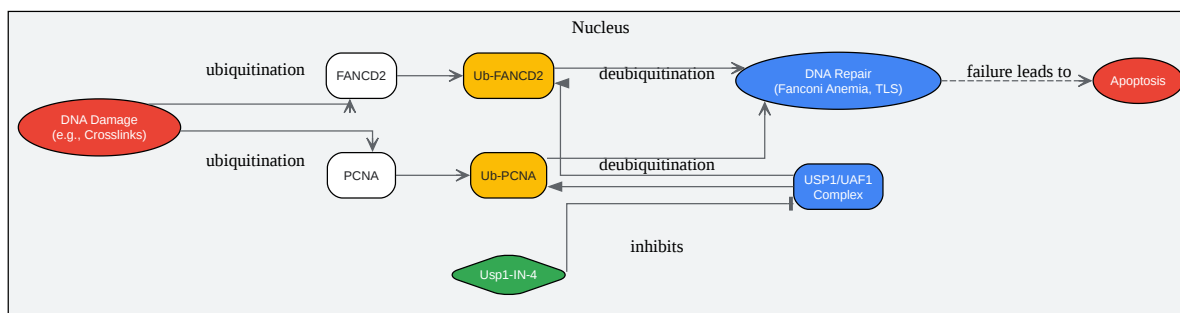 Nucleus
ubiquitination
FANCD2
Ub-FANCD2
deubiquitination
DNA Repair
(Fanconi Anemia, TLS)
failure leads to
Apoptosis
DNA Damage
(e.g., Crosslinks)
ubiquitination
PCNA
Ub-PCNA
deubiquitination
USP1/UAF1
Complex
inhibits
Usp1-IN-4